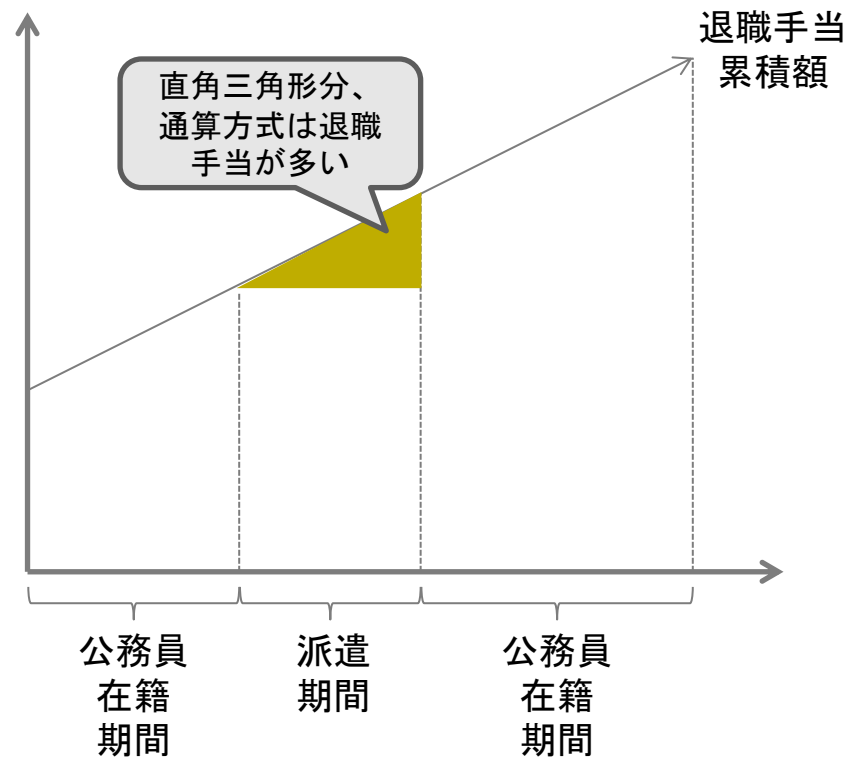 退職手当
累積額
直角三角形分、
通算方式は退職
手当が多い
公務員
在籍
期間
派遣
期間
公務員
在籍
期間